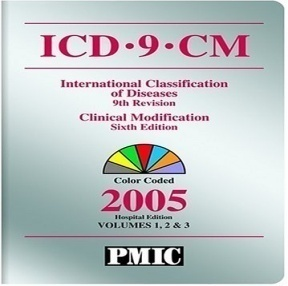 ICD·9·CM
International Classification
of Diseases
9th Revision
Clinical Modification
Sixth Edition
Color Coded
2005
Hospital Edition
VOLUMES 1, 2 & 3
PMIC